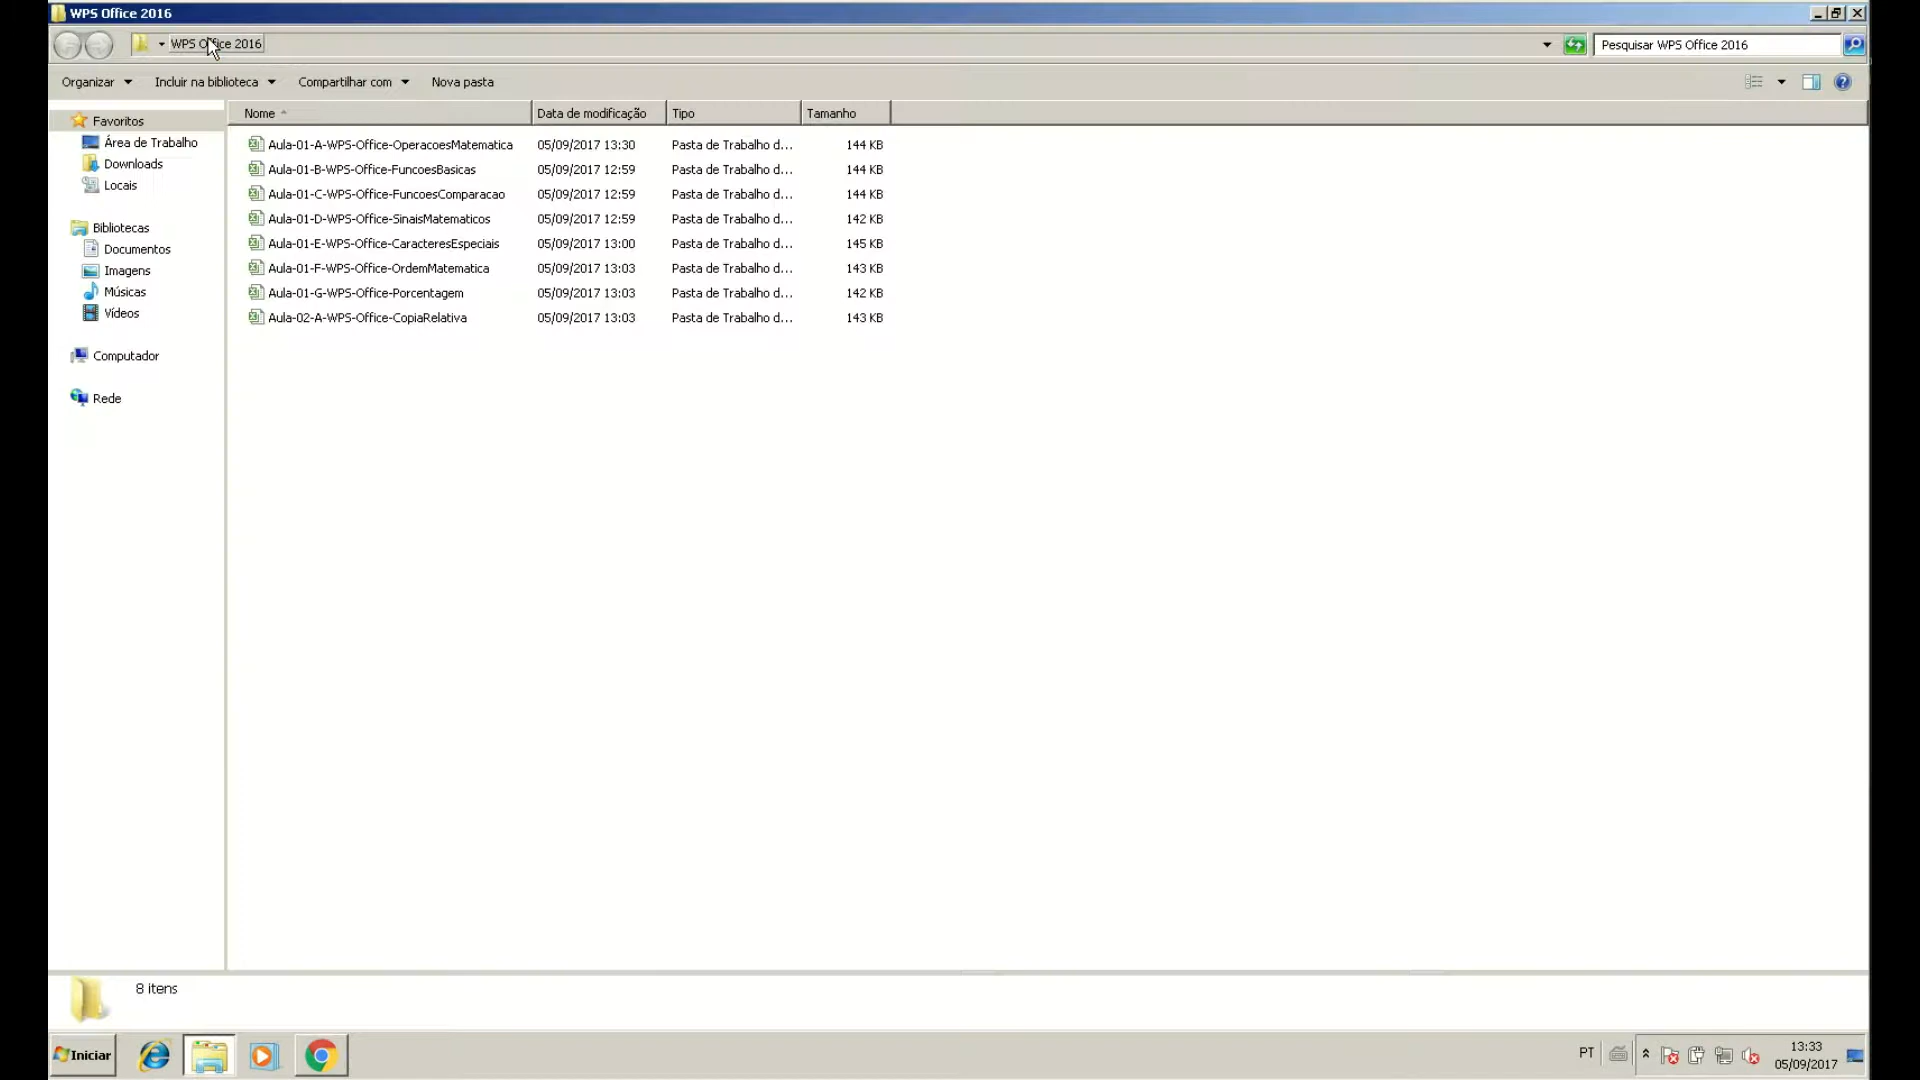 WPS Office 2016
WPS Office 2016
Pesquisar WPS Office 2016
Organizar Incluir na biblioteca Compartilhar com Nova pasta
Favoritos
Área de Trabalho
Downloads
Locais
Bibliotecas
Documentos
Imagens
Músicas
Vídeos
Computador
Rede
Nome Data de modificação Tipo Tamanho
Aula-01-A-WPS-Office-OperacoesMatematica 05/09/2017 13:30 Pasta de Trabalho d... 144 KB
Aula-01-B-WPS-Office-FuncoesBasicas 05/09/2017 12:59 Pasta de Trabalho d... 144 KB
Aula-01-C-WPS-Office-FuncoesComparacao 05/09/2017 12:59 Pasta de Trabalho d... 144 KB
Aula-01-D-WPS-Office-SinaisMatematicos 05/09/2017 12:59 Pasta de Trabalho d... 142 KB
Aula-01-E-WPS-Office-CaracteresEspeciais 05/09/2017 13:00 Pasta de Trabalho d... 145 KB
Aula-01-F-WPS-Office-OrdemMatematica 05/09/2017 13:03 Pasta de Trabalho d... 143 KB
Aula-01-G-WPS-Office-Porcentagem 05/09/2017 13:03 Pasta de Trabalho d... 142 KB
Aula-02-A-WPS-Office-CopiaRelativa 05/09/2017 13:03 Pasta de Trabalho d... 143 KB
8 itens
Iniciar
PT
13:33
05/09/2017